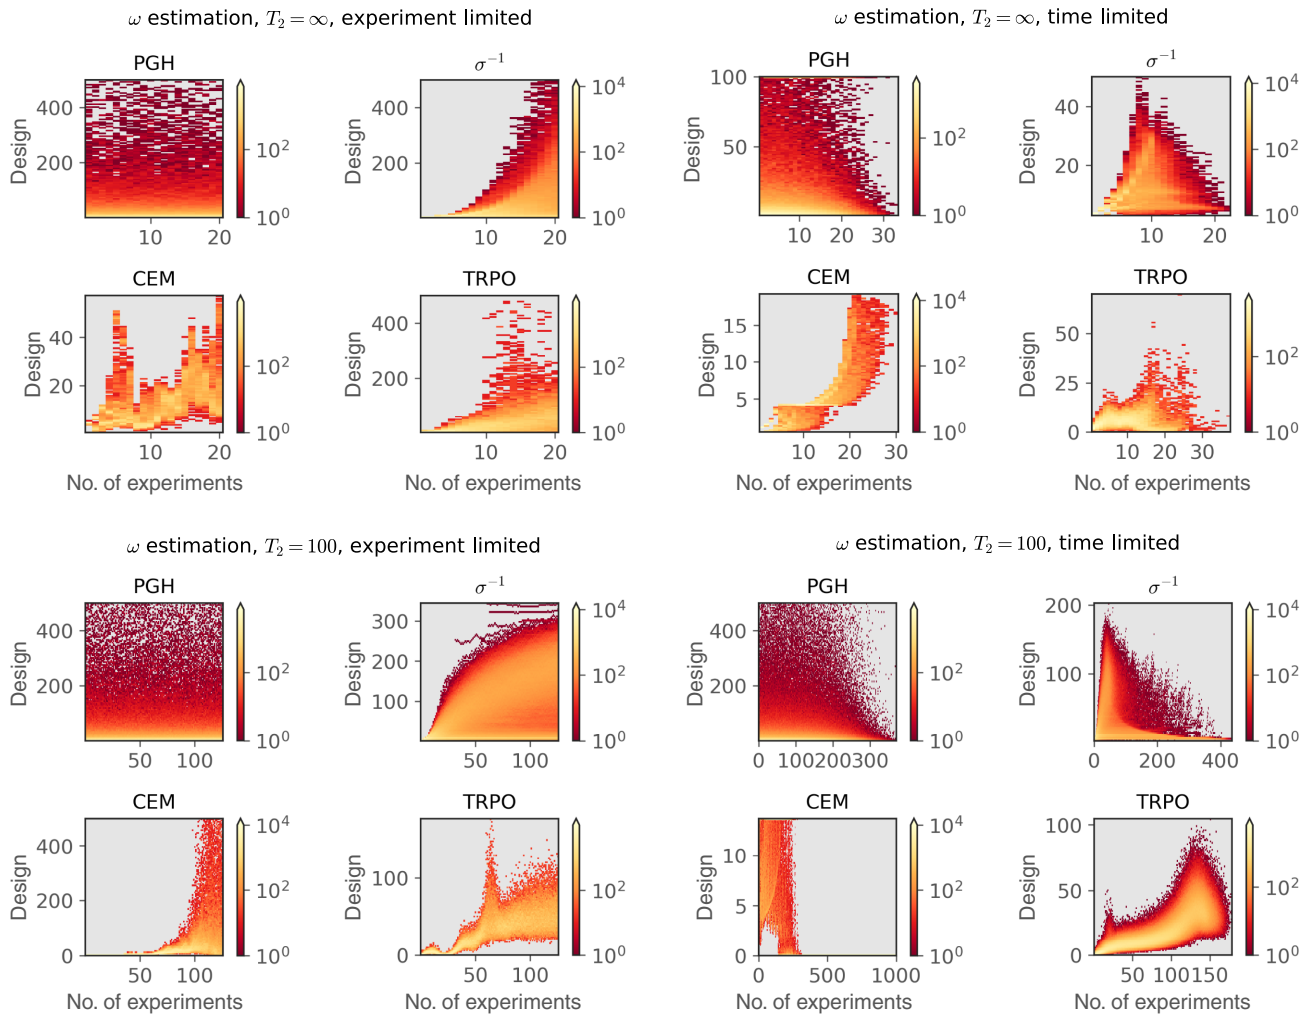 ω estimation, T₂ = ∞, experiment limited
ω estimation, T₂ = ∞, time limited
PGH
Design
400
200
10 20
10²
10⁰
σ⁻¹
Design
400
200
10 20
10⁴
10²
10⁰
PGH
Design
100
50
10 20 30
10²
10⁰
σ⁻¹
Design
40
20
10 20
10⁴
10²
10⁰
CEM
Design
40
20
10 20
10²
10⁰
No. of experiments
TRPO
Design
400
200
10 20
10²
10⁰
No. of experiments
CEM
Design
15
10
5
0 10 20 30
10⁴
10²
10⁰
No. of experiments
TRPO
Design
50
25
0
10 20 30
10²
10⁰
No. of experiments
ω estimation, T₂ = 100, experiment limited
ω estimation, T₂ = 100, time limited
PGH
Design
400
200
50 100
10²
10⁰
σ⁻¹
Design
300
200
100
50 100
10⁴
10²
10⁰
PGH
Design
400
200
0 100 200 300
10²
10⁰
σ⁻¹
Design
200
100
0
0 200 400
10⁴
10²
10⁰
CEM
Design
400
200
0
50 100
10⁴
10²
10⁰
No. of experiments
TRPO
Design
100
50
0
50 100
10²
10⁰
No. of experiments
CEM
Design
10
5
0
0 500 1000
10⁴
10²
10⁰
No. of experiments
TRPO
Design
100
50
0
50 100 150
10²
10⁰
No. of experiments